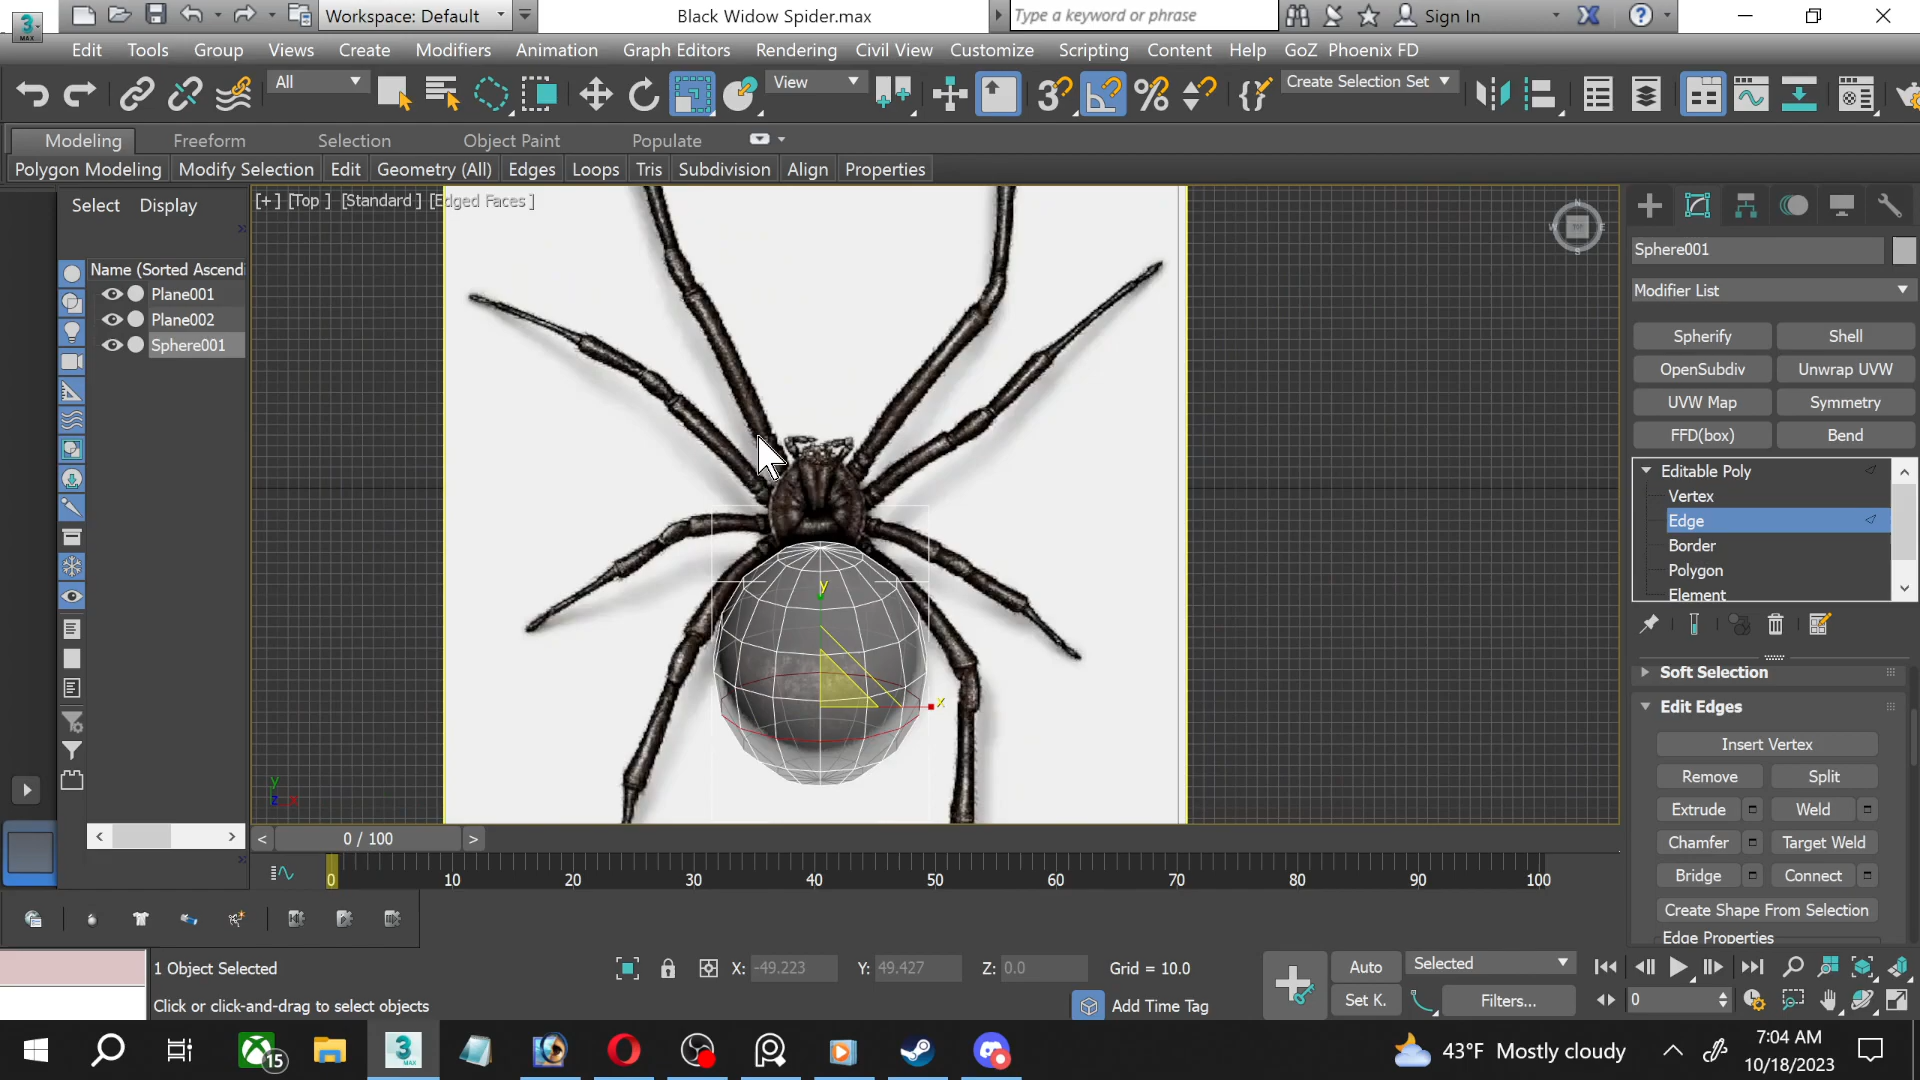 Workspace: Default
Black Widow Spider.max
Type a keyword or phrase
Sign In
Edit Tools Group Views Create Modifiers Animation Graph Editors Rendering Civil View Customize Scripting Content Help GoZ Phoenix FD
All
View
Create Selection Set
Modeling Freeform Selection Object Paint Populate
Polygon Modeling Modify Selection Edit Geometry (All) Edges Loops Tris Subdivision Align Properties
Select Display
Name (Sorted Ascendi
Plane001
Plane002
Sphere001
[+] [Top ] [Standard ] [Edged Faces ]
N
W
E
S
y
x
y
z x
Sphere001
Modifier List
Spherify Shell
OpenSubdiv Unwrap UVW
UVW Map Symmetry
FFD(box) Bend
Editable Poly
Vertex
Edge
Border
Polygon
Element
Soft Selection
Edit Edges
Insert Vertex
Remove Split
Extrude Weld
Chamfer Target Weld
Bridge Connect
Create Shape From Selection
Edge Properties
< 0 / 100 >
0 10 20 30 40 50 60 70 80 90 100
1 Object Selected
X: -49.223 Y: 49.427 Z: 0.0 Grid = 10.0
Click or click-and-drag to select objects
Add Time Tag
Auto Selected
Set K. Filters... 0
3
MAX
15
3
43°F Mostly cloudy
7:04 AM
10/18/2023